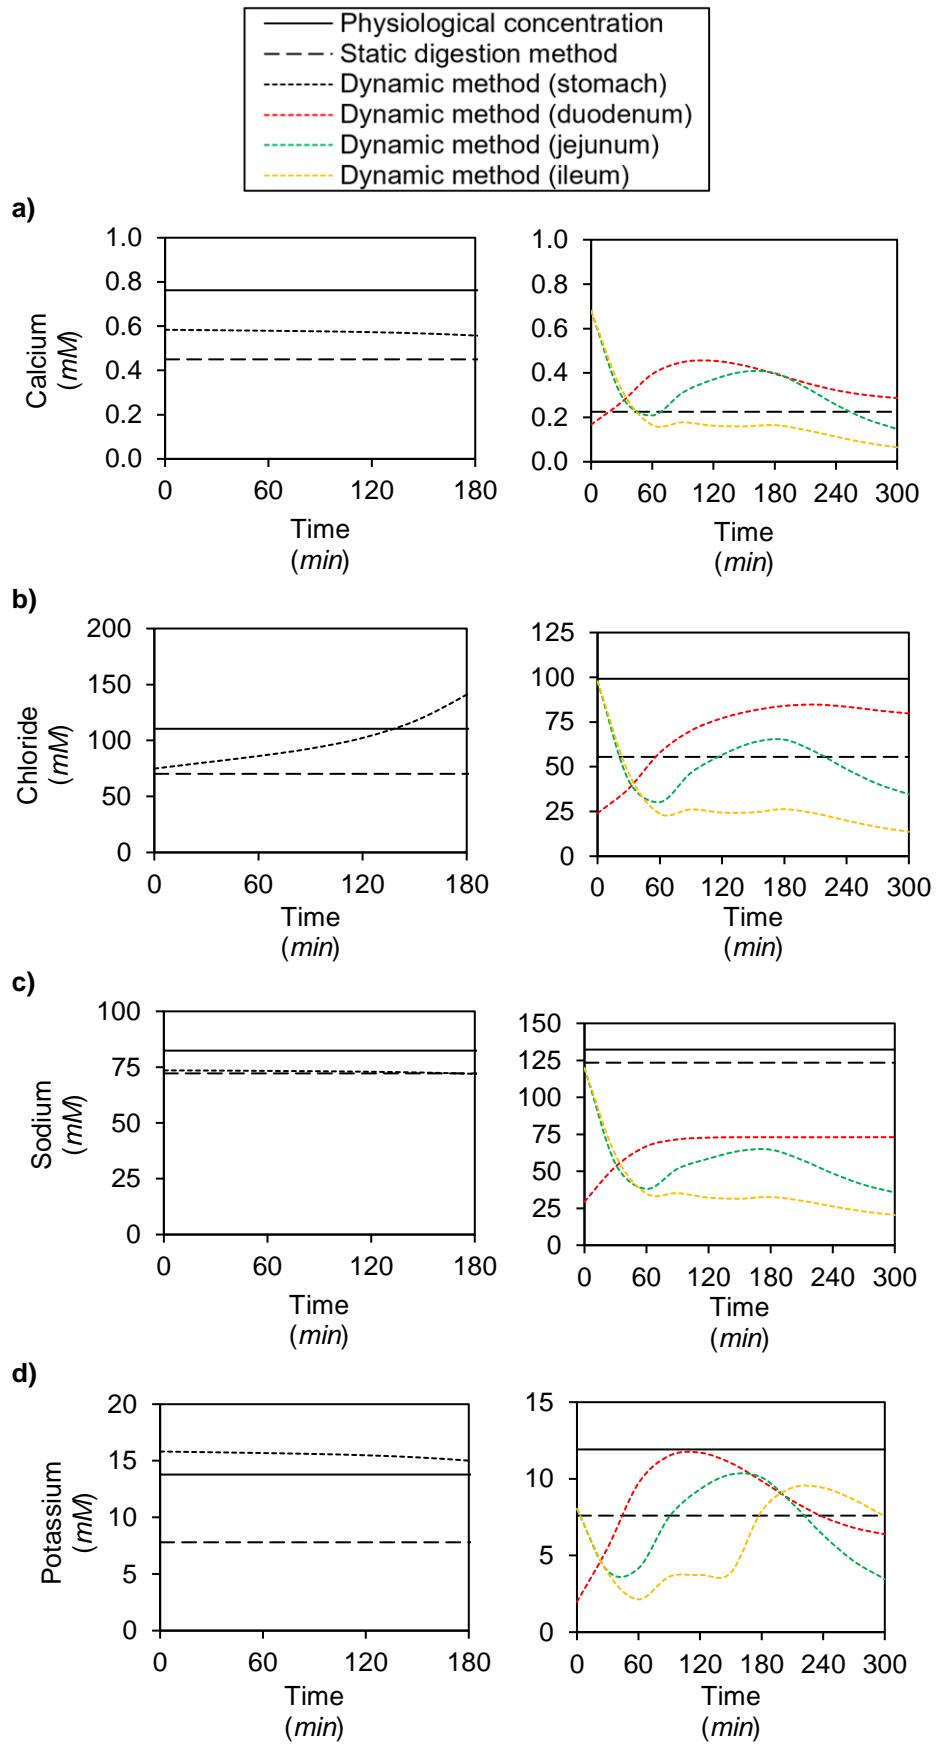 Physiological concentration
Static digestion method
Dynamic method (stomach)
Dynamic method (duodenum)
Dynamic method (jejunum)
Dynamic method (ileum)
a)
Calcium
(mM)
1.0
0.8
0.6
0.4
0.2
0.0
0 60 120 180
Time
(min)
1.0
0.8
0.6
0.4
0.2
0.0
0 60 120 180 240 300
Time
(min)
b)
Chloride
(mM)
200
150
100
50
0
0 60 120 180
Time
(min)
125
100
75
50
25
0
0 60 120 180 240 300
Time
(min)
c)
Sodium
(mM)
100
75
50
25
0
0 60 120 180
Time
(min)
150
125
100
75
50
25
0
0 60 120 180 240 300
Time
(min)
d)
Potassium
(mM)
20
15
10
5
0
0 60 120 180
Time
(min)
15
10
5
0
0 60 120 180 240 300
Time
(min)